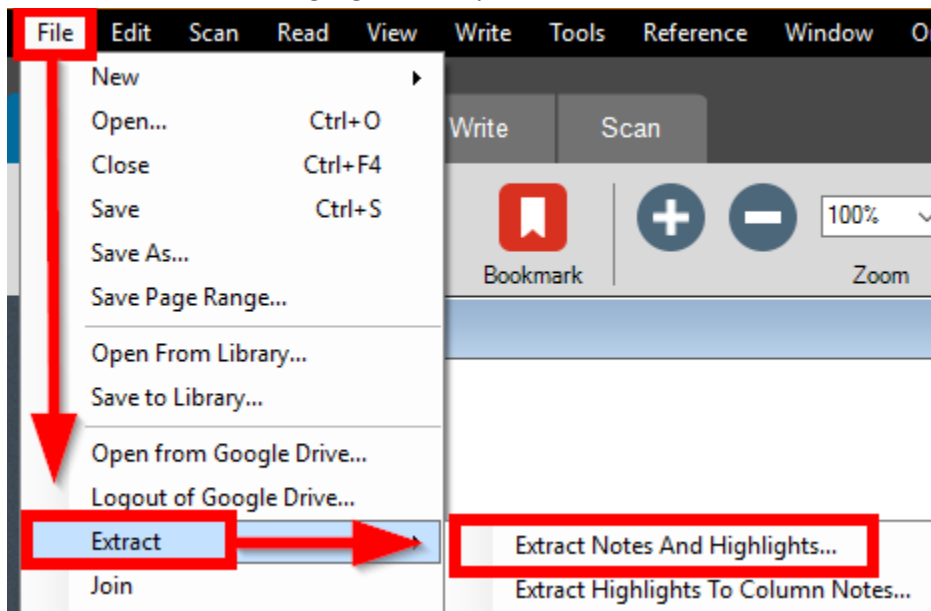 File Edit Scan Read View Write Tools Reference Window
New
Open... Ctrl+O
Close Ctrl+F4
Save Ctrl+S
Save As...
Save Page Range...
Open From Library...
Save to Library...
Open from Google Drive...
Logout of Google Drive...
Extract
Join
Write Scan
Bookmark
100%
Zoom
Extract Notes And Highlights...
Extract Highlights To Column Notes...